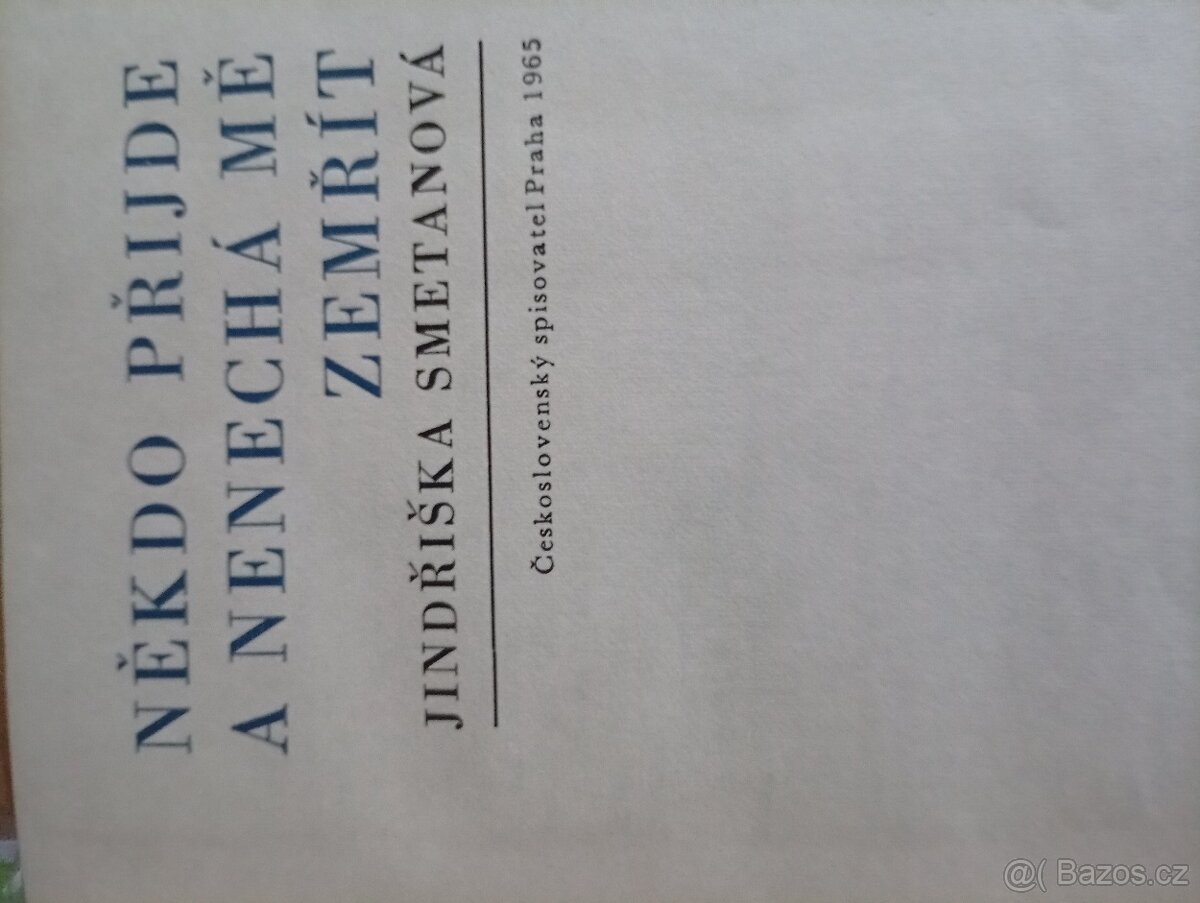 NĚKDO PŘIJDE
A NENECHÁ MĚ
ZEMŘÍT
JINDŘIŠKA SMETANOVÁ
Československý spisovatel Praha 1965
@( Bazos.cz